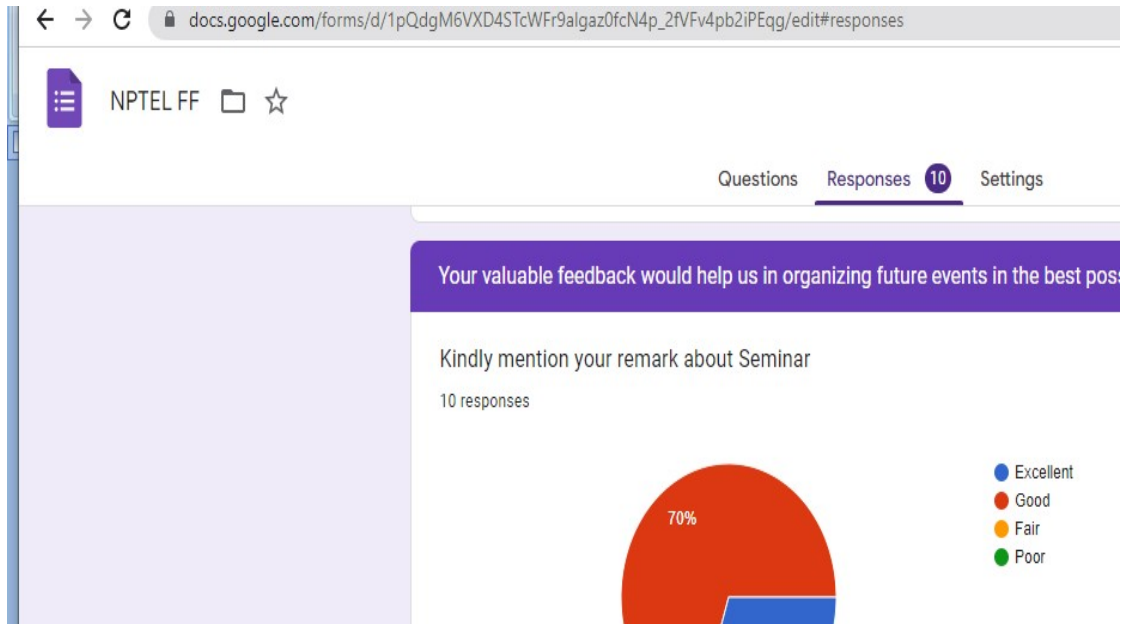 docs.google.com/forms/d/1pQdgM6VXD4STcWFr9algaz0fcN4p_2fVFv4pb2iPEqg/edit#responses
NPTEL FF
Questions Responses 10 Settings
Your valuable feedback would help us in organizing future events in the best poss
Kindly mention your remark about Seminar
10 responses
Excellent
Good
Fair
Poor
70%